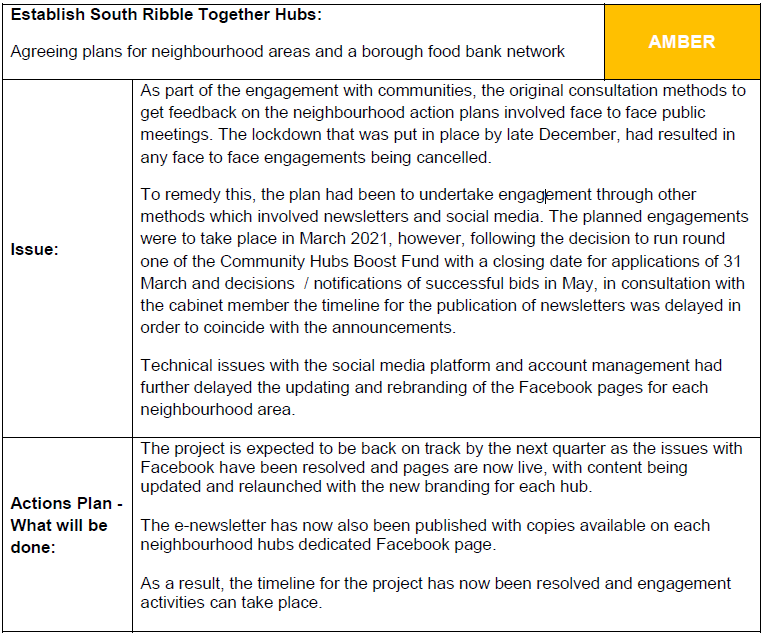 Establish South Ribble Together Hubs:
Agreeing plans for neighbourhood areas and a borough food bank network
AMBER
Issue:
As part of the engagement with communities, the original consultation methods to
get feedback on the neighbourhood action plans involved face to face public
meetings. The lockdown that was put in place by late December, had resulted in
any face to face engagements being cancelled.
To remedy this, the plan had been to undertake engagement through other
methods which involved newsletters and social media. The planned engagements
were to take place in March 2021, however, following the decision to run round
one of the Community Hubs Boost Fund with a closing date for applications of 31
March and decisions / notifications of successful bids in May, in consultation with
the cabinet member the timeline for the publication of newsletters was delayed in
order to coincide with the announcements.
Technical issues with the social media platform and account management had
further delayed the updating and rebranding of the Facebook pages for each
neighbourhood area.
Actions Plan -
What will be
done:
The project is expected to be back on track by the next quarter as the issues with
Facebook have been resolved and pages are now live, with content being
updated and relaunched with the new branding for each hub.
The e-newsletter has now also been published with copies available on each
neighbourhood hubs dedicated Facebook page.
As a result, the timeline for the project has now been resolved and engagement
activities can take place.